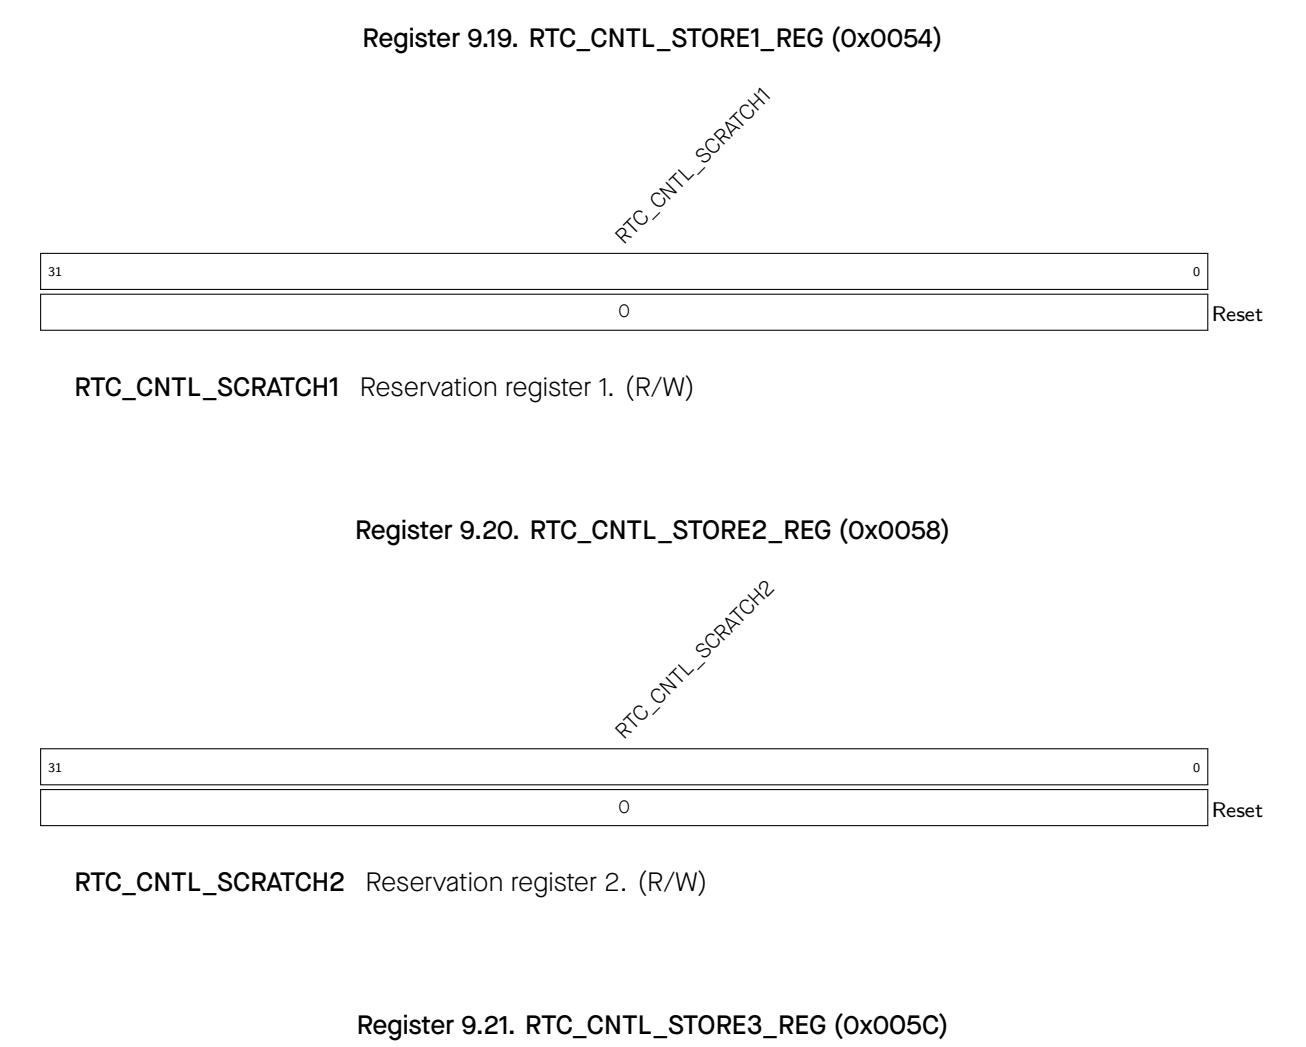 Register 9.19. RTC_CNTL_STORE1_REG (0x0054)
RTC_CNTL_SCRATCH1
31 0
0 Reset
RTC_CNTL_SCRATCH1 Reservation register 1. (R/W)
Register 9.20. RTC_CNTL_STORE2_REG (0x0058)
RTC_CNTL_SCRATCH2
31 0
0 Reset
RTC_CNTL_SCRATCH2 Reservation register 2. (R/W)
Register 9.21. RTC_CNTL_STORE3_REG (0x005C)